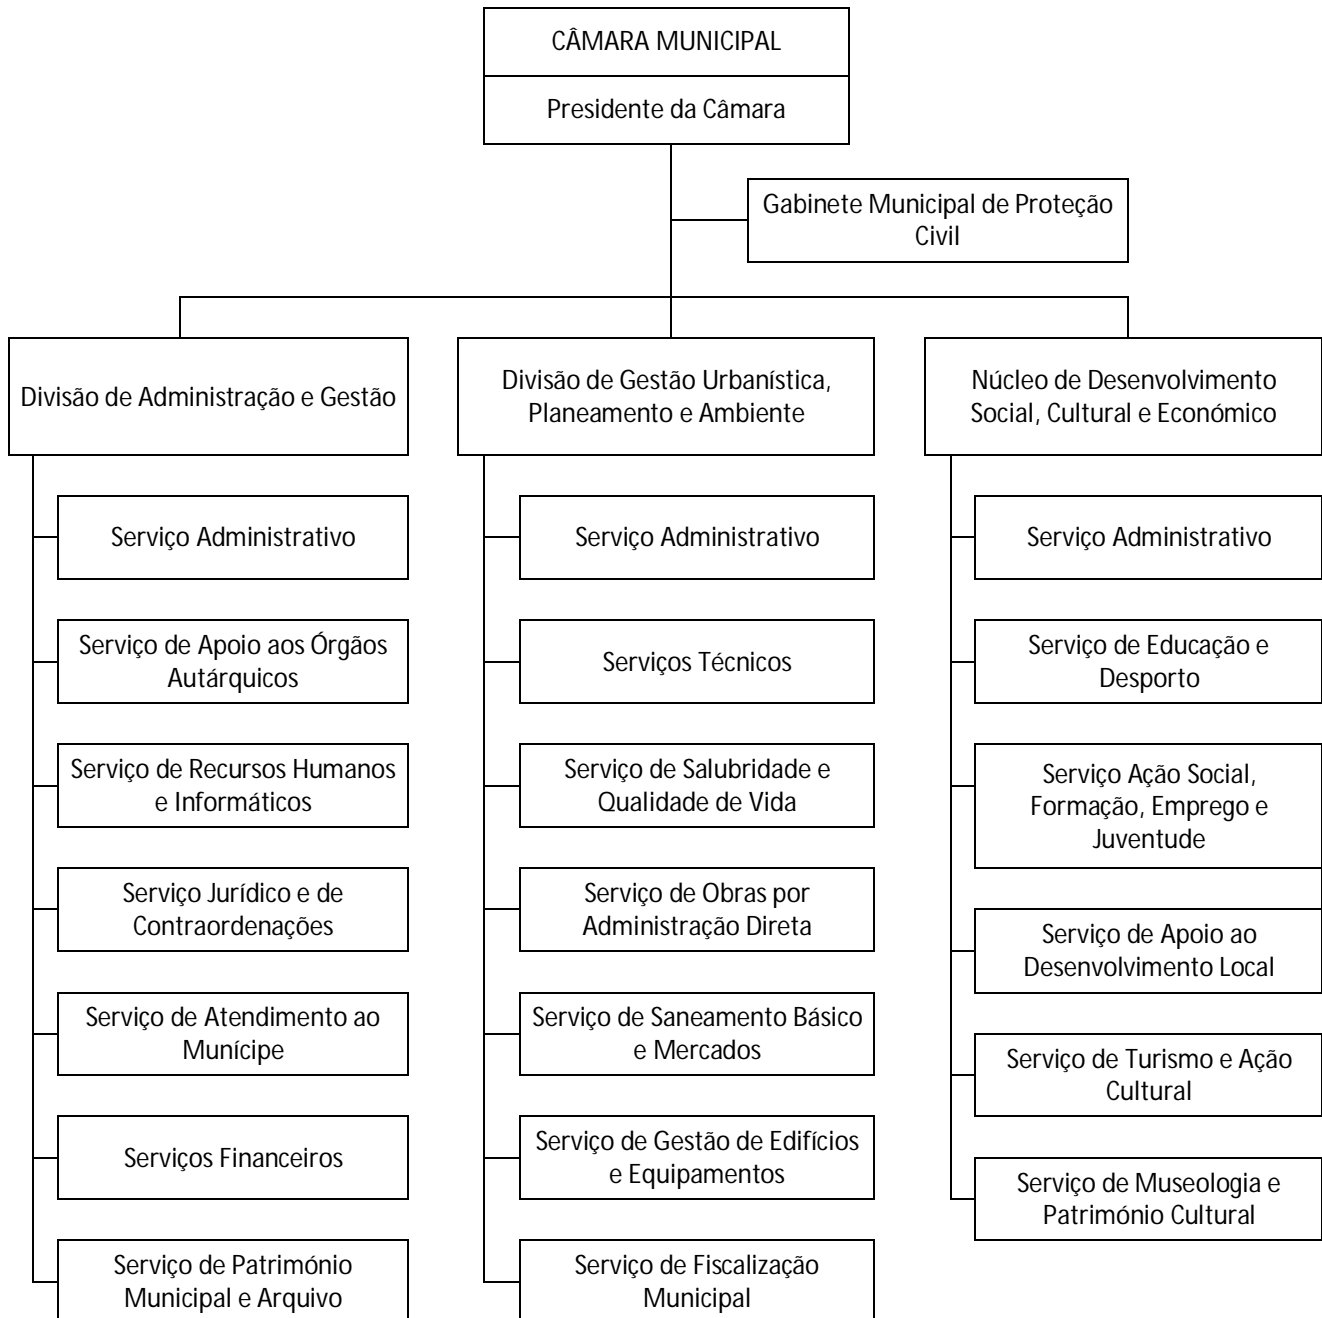 CÂMARA MUNICIPAL
Presidente da Câmara
Gabinete Municipal de Proteção
Civil
Divisão de Administração e Gestão
Serviço Administrativo
Serviço de Apoio aos Órgãos
Autárquicos
Serviço de Recursos Humanos
e Informáticos
Serviço Jurídico e de
Contraordenações
Serviço de Atendimento ao
Munícipe
Serviços Financeiros
Serviço de Património
Municipal e Arquivo
Divisão de Gestão Urbanística,
Planeamento e Ambiente
Serviço Administrativo
Serviços Técnicos
Serviço de Salubridade e
Qualidade de Vida
Serviço de Obras por
Administração Direta
Serviço de Saneamento Básico
e Mercados
Serviço de Gestão de Edifícios
e Equipamentos
Serviço de Fiscalização
Municipal
Núcleo de Desenvolvimento
Social, Cultural e Económico
Serviço Administrativo
Serviço de Educação e
Desporto
Serviço Ação Social,
Formação, Emprego e
Juventude
Serviço de Apoio ao
Desenvolvimento Local
Serviço de Turismo e Ação
Cultural
Serviço de Museologia e
Património Cultural